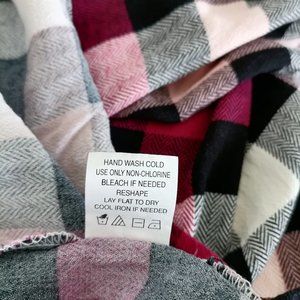 HAND WASH COLD
USE ONLY NON-CHLORINE
BLEACH IF NEEDED
RESHAPE
LAY FLAT TO DRY
COOL IRON IF NEEDED